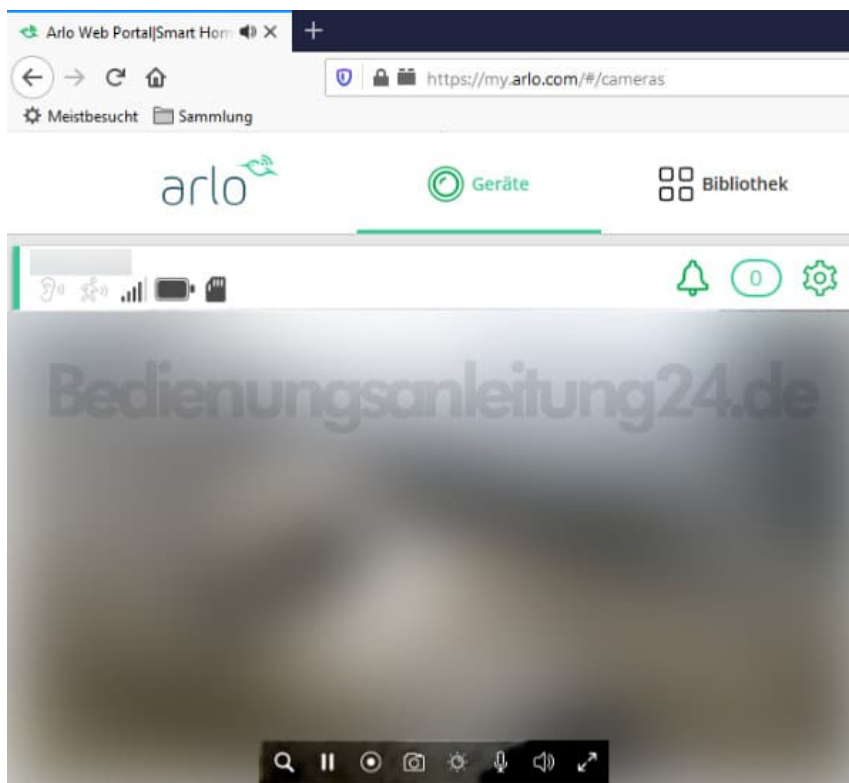 Arlo Web Portal|Smart Hom
https://my.arlo.com/#/cameras
Meistbesucht Sammlung
arlo Geräte Bibliothek
0
Bedienungsanleitung24.de